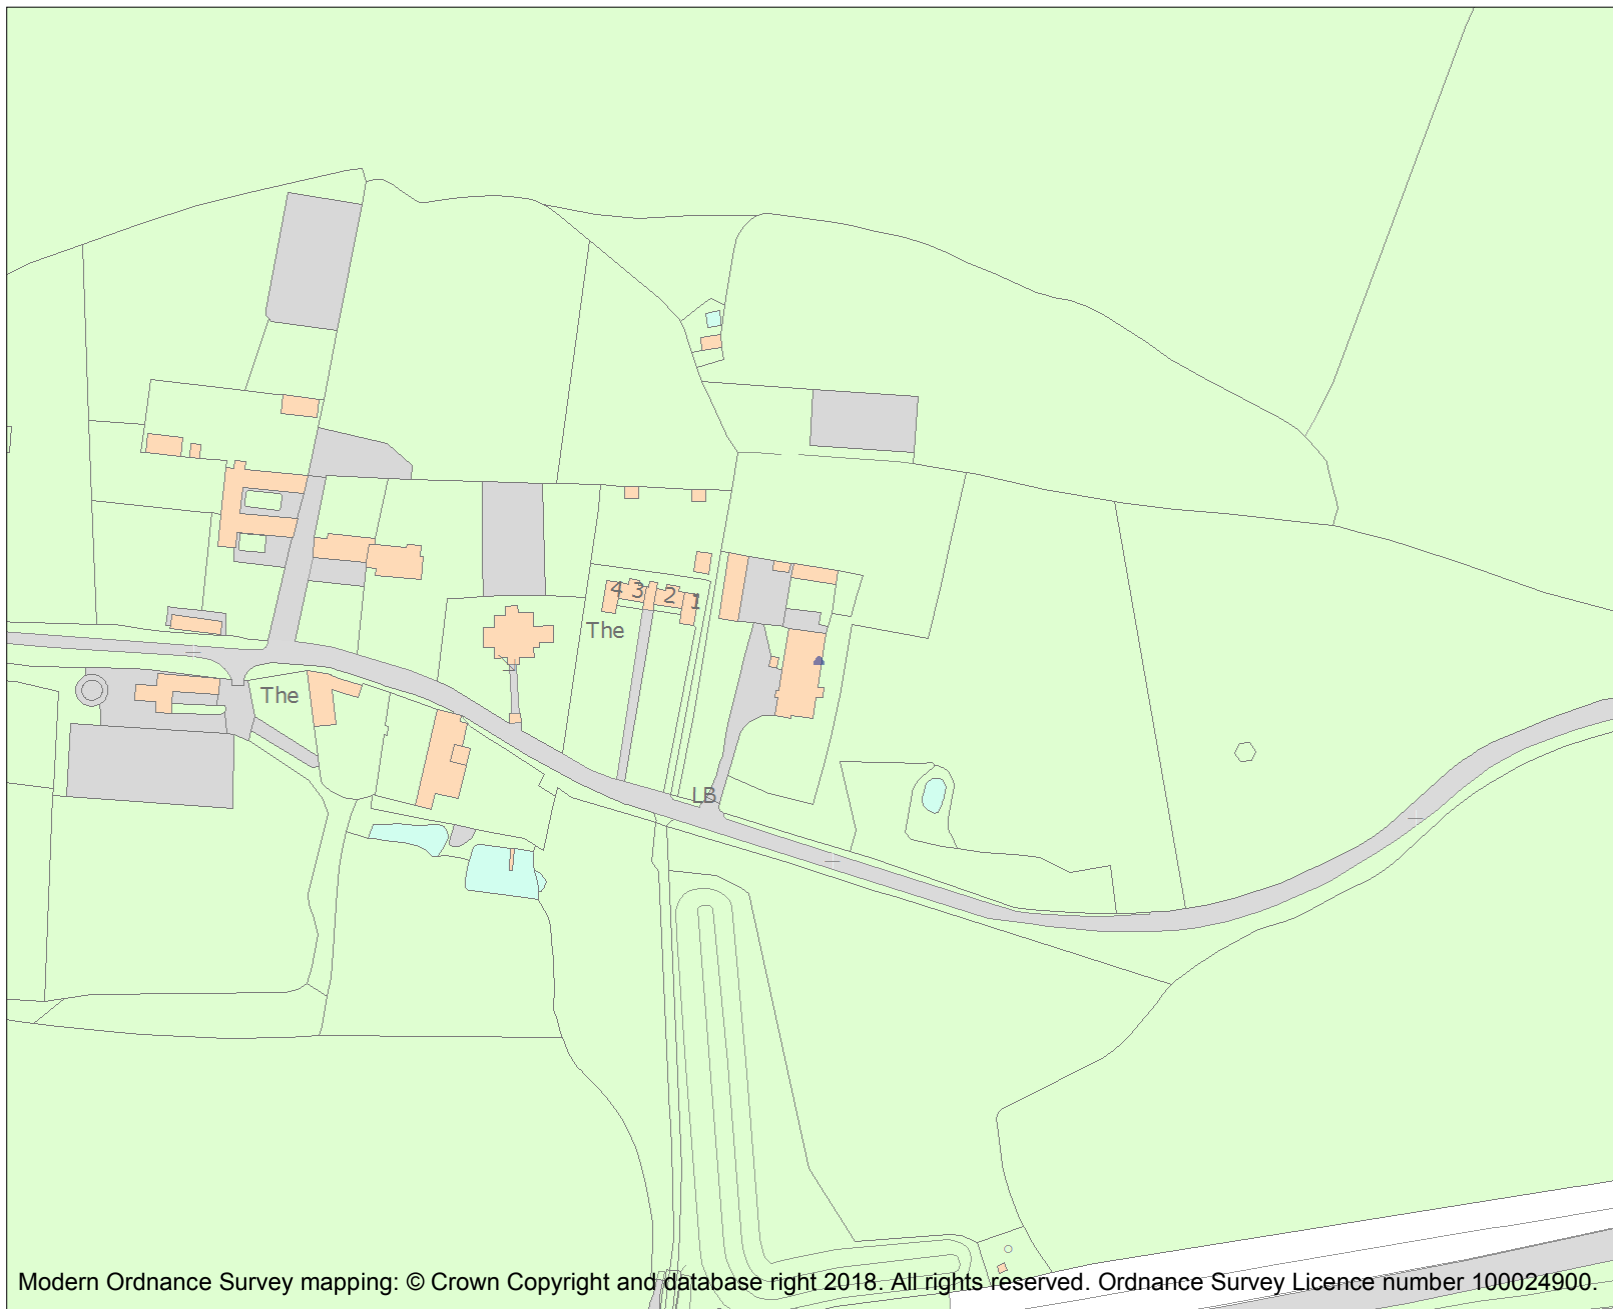 4 3 2 1
The
The
LB
Modern Ordnance Survey mapping: © Crown Copyright and database right 2018. All rights reserved. Ordnance Survey Licence number 100024900.